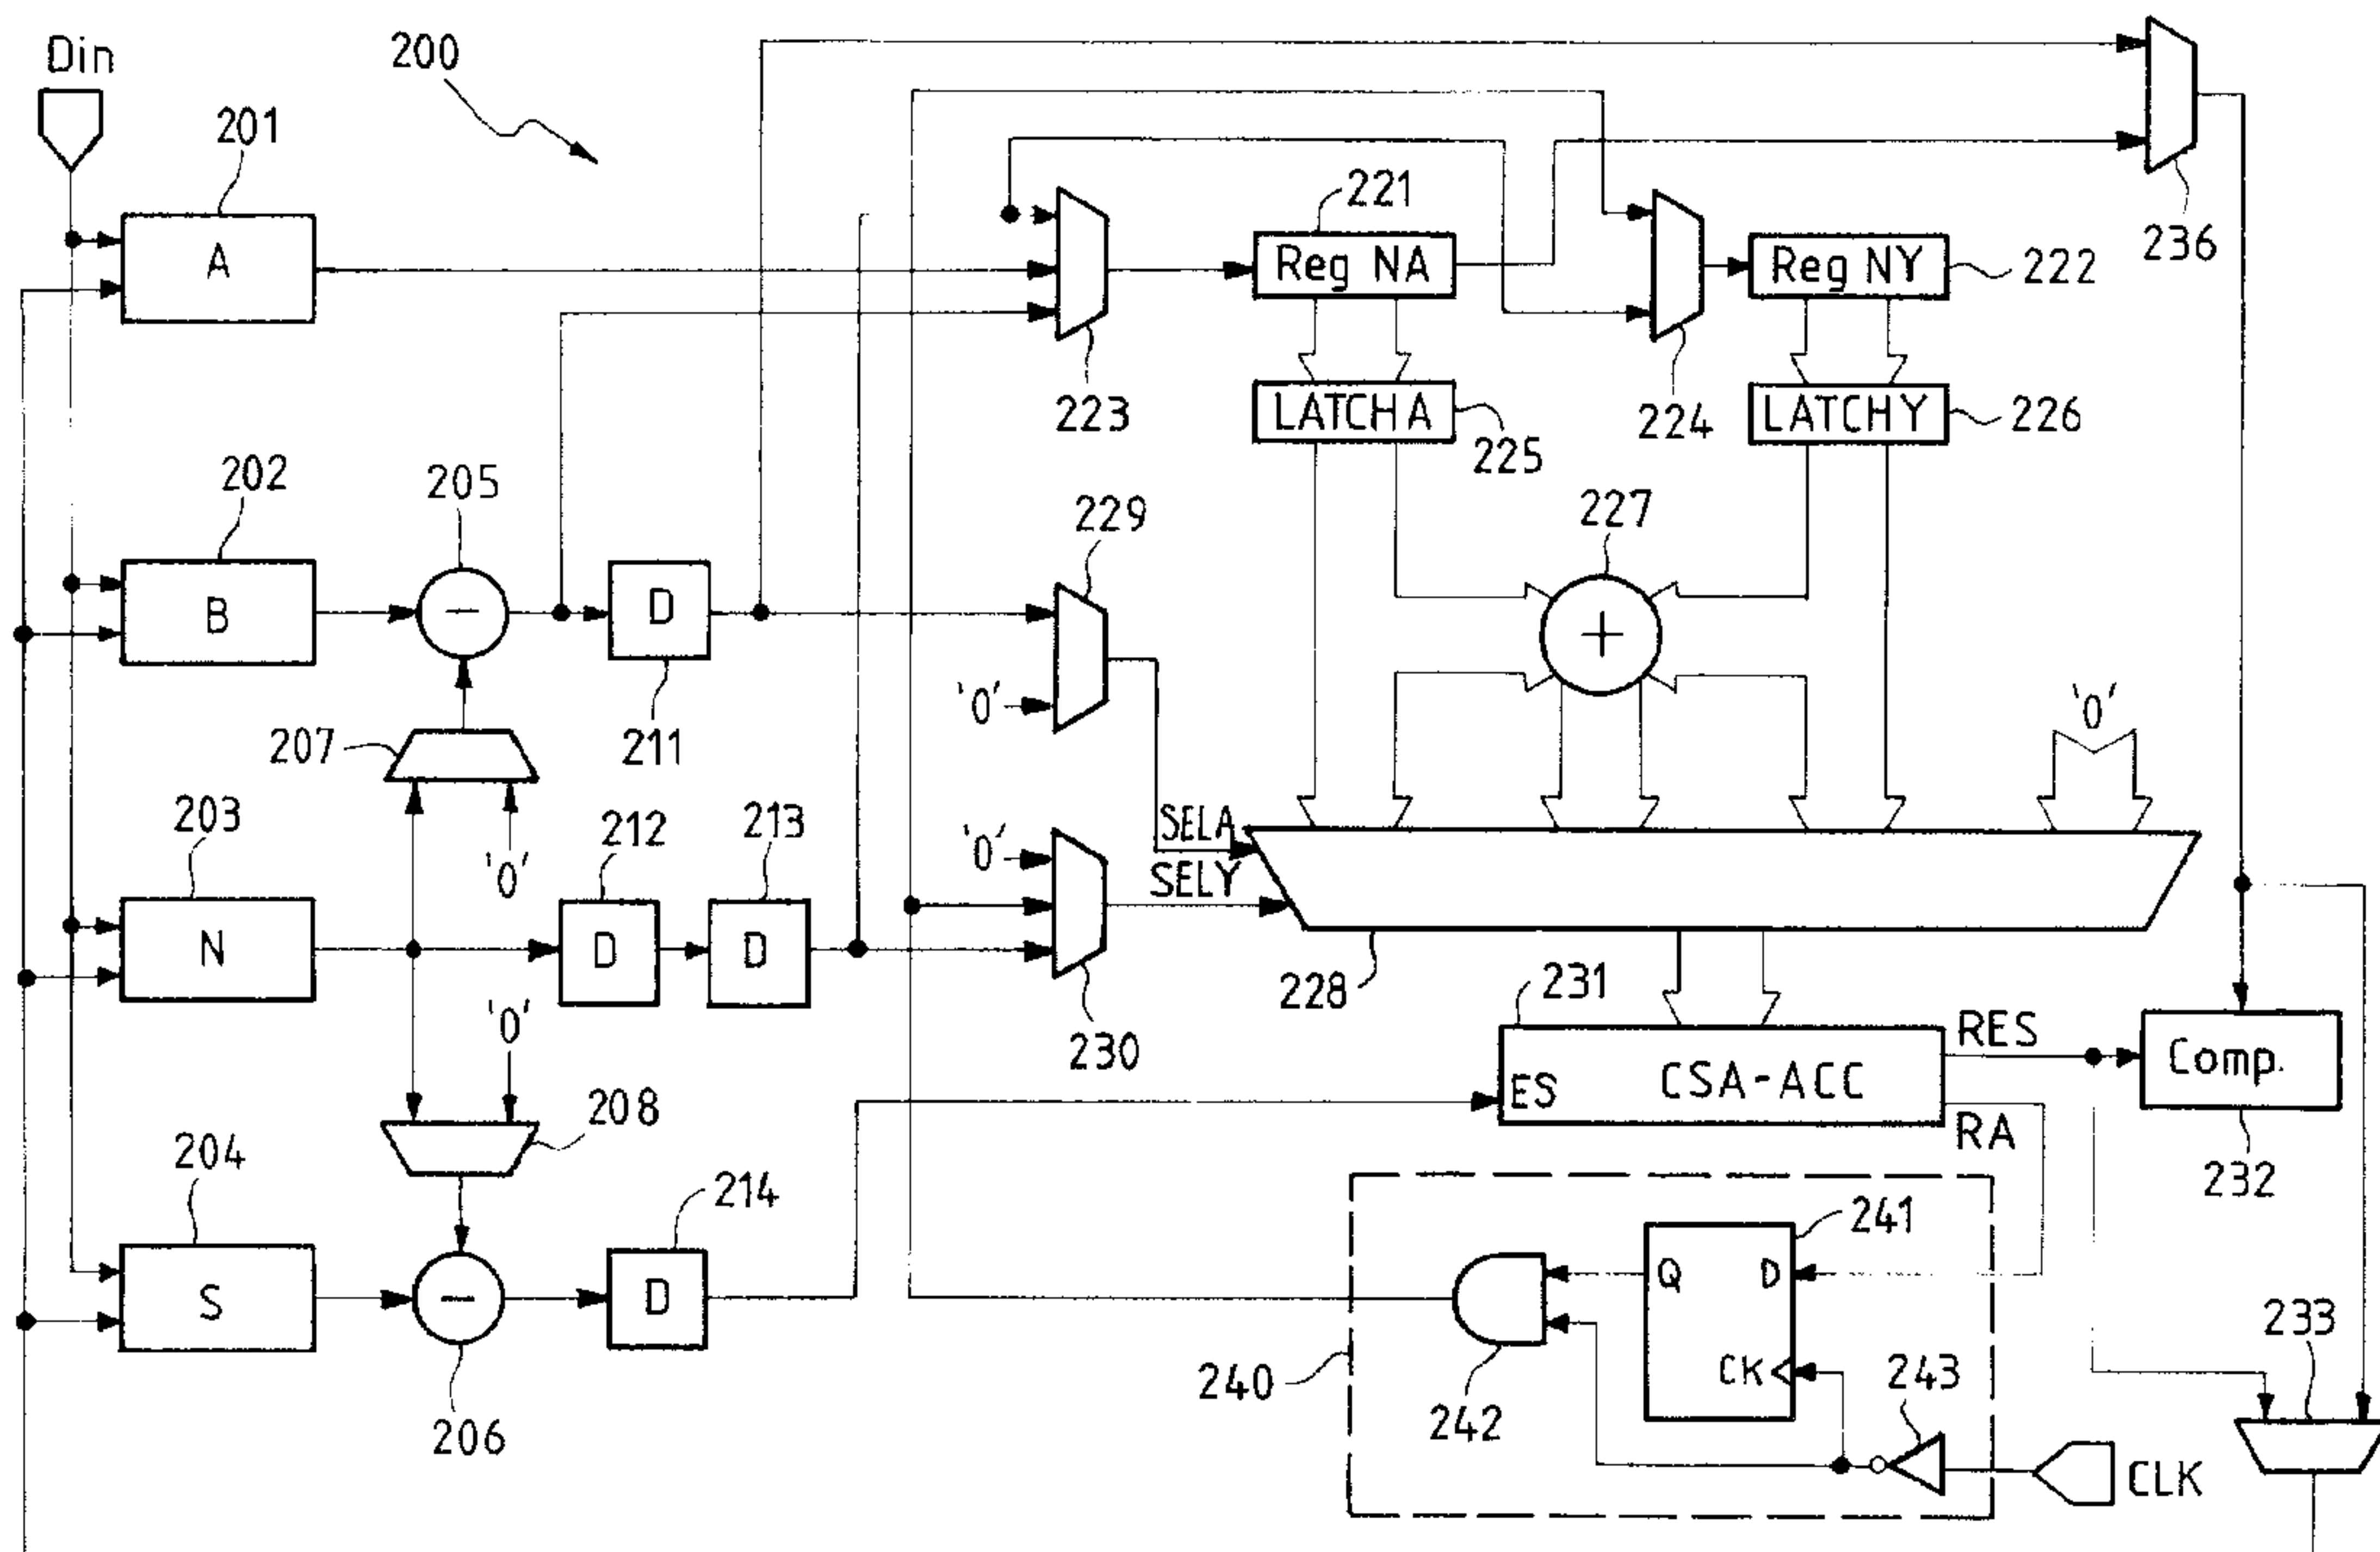 Din
200
201
A
221
Reg NA
Reg NY
222
236
223
LATCHA
225
224
LATCHY
226
202
B
205
−
D
211
229
'0'
227
+
'0'
207
203
N
'0'
212
D
213
D
'0'
SELA
SELY
230
228
231
RES
CSA-ACC
ES
RA
Comp.
232
'0'
208
204
S
−
206
214
D
240
241
Q
D
CK
242
243
CLK
233